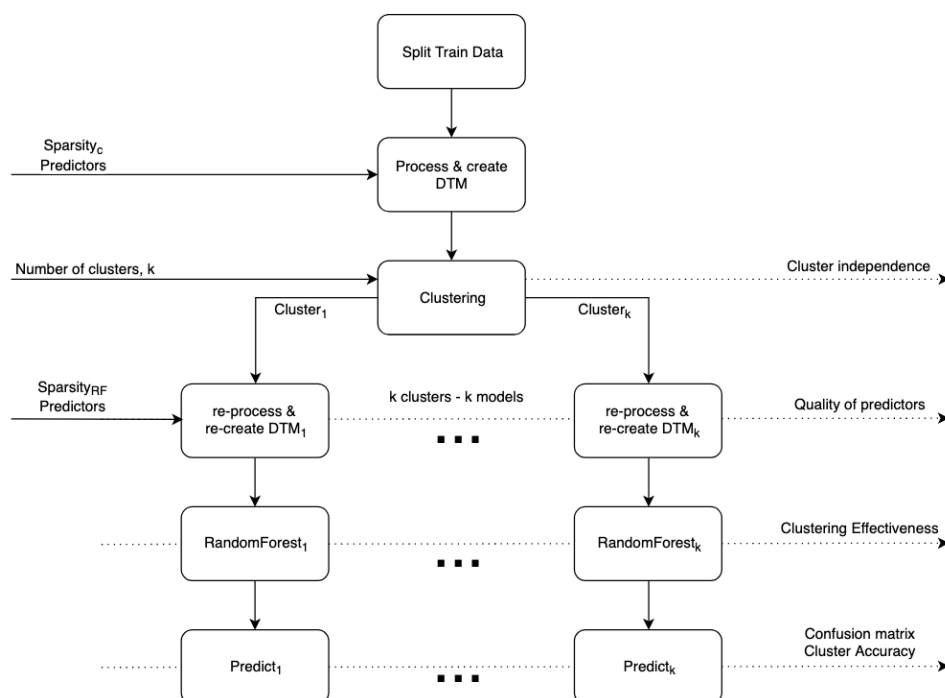 Split Train Data
Sparsity_c
Predictors
Process & create
DTM
Number of clusters, k
Clustering
Cluster independence
Cluster_1
Cluster_k
Sparsity_RF
Predictors
re-process &
re-create DTM_1
k clusters - k models
re-process &
re-create DTM_k
Quality of predictors
RandomForest_1
RandomForest_k
Clustering Effectiveness
Predict_1
Predict_k
Confusion matrix
Cluster Accuracy